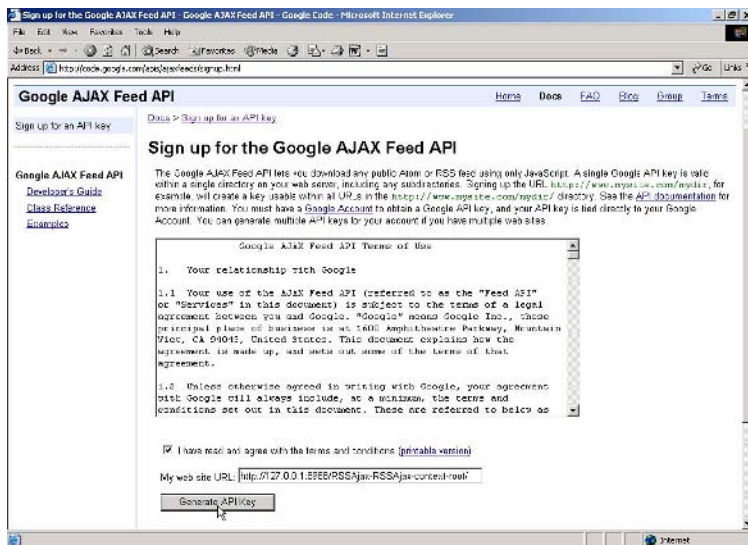 Sign up for the Google AJAX Feed API - Google AJAX Feed API - Google Code - Microsoft Internet Explorer
File Edit View Favorites Tools Help
Back Search Favorites Media
Address http://code.google.com/apis/ajaxfeeds/signup.html Go Links
Google AJAX Feed API Home Docs FAQ Blog Group Terms
Sign up for an API key
Google AJAX Feed API
Developer's Guide
Class Reference
Examples
Docs > Sign up for an API key
Sign up for the Google AJAX Feed API
The Google AJAX Feed API lets you download any public Atom or RSS feed using only JavaScript. A single Google API key is valid
within a single directory on your web server, including any subdirectories. Signing up the URL http://www.mysite.com/mydir, for
example, will create a key usable within all URLs in the http://www.mysite.com/mydir/ directory. See the API documentation for
more information. You must have a Google Account to obtain a Google API key, and your API key is tied directly to your Google
Account. You can generate multiple API keys for your account if you have multiple web sites.
Google AJAX Feed API Terms of Use
1. Your relationship with Google
1.1 Your use of the AJAX Feed API (referred to as the "Feed API"
or "Services" in this document) is subject to the terms of a legal
agreement between you and Google. "Google" means Google Inc., whose
principal place of business is at 1600 Amphitheatre Parkway, Mountain
View, CA 94043, United States. This document explains how the
agreement is made up, and sets out some of the terms of that
agreement.
1.2 Unless otherwise agreed in writing with Google, your agreement
with Google will always include, at a minimum, the terms and
conditions set out in this document. These are referred to below as
I have read and agree with the terms and conditions (printable version)
My web site URL: http://127.0.0.1:8988/RSSAjax-RSSAjax-context-root/
Generate API Key
Internet